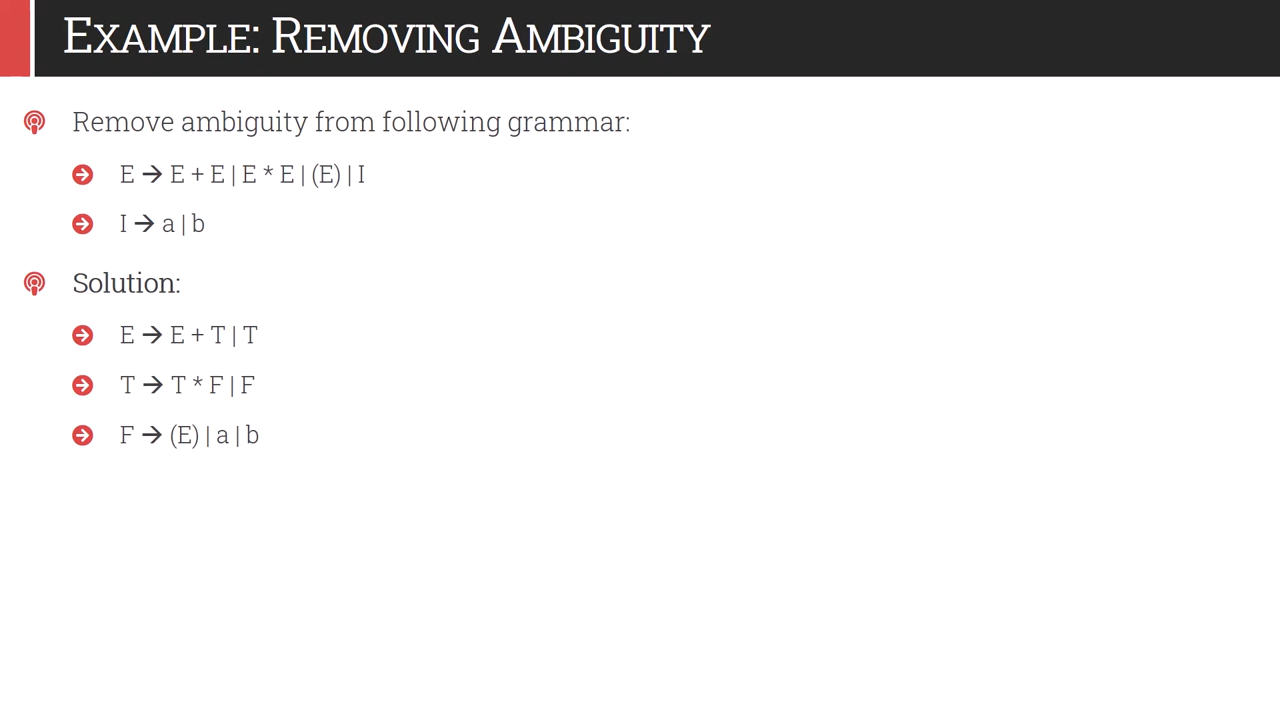 EXAMPLE: REMOVING AMBIGUITY
Remove ambiguity from following grammar:
E → E + E | E * E | (E) | I
I → a | b
Solution:
E → E + T | T
T → T * F | F
F → (E) | a | b